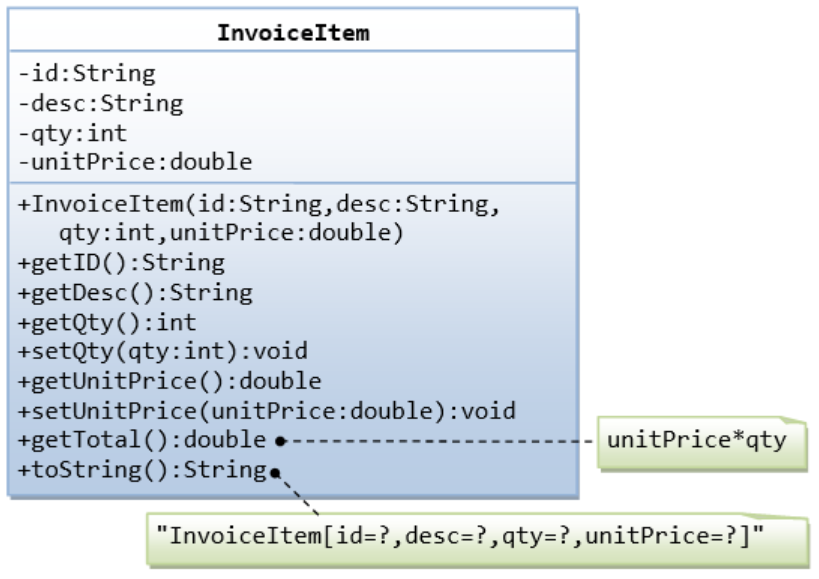 InvoiceItem
-id:String
-desc:String
-qty:int
-unitPrice:double
+InvoiceItem(id:String,desc:String,
qty:int,unitPrice:double)
+getID():String
+getDesc():String
+getQty():int
+setQty(qty:int):void
+getUnitPrice():double
+setUnitPrice(unitPrice:double):void
+getTotal():double
unitPrice*qty
+toString():String
"InvoiceItem[id=?,desc=?,qty=?,unitPrice=?]"